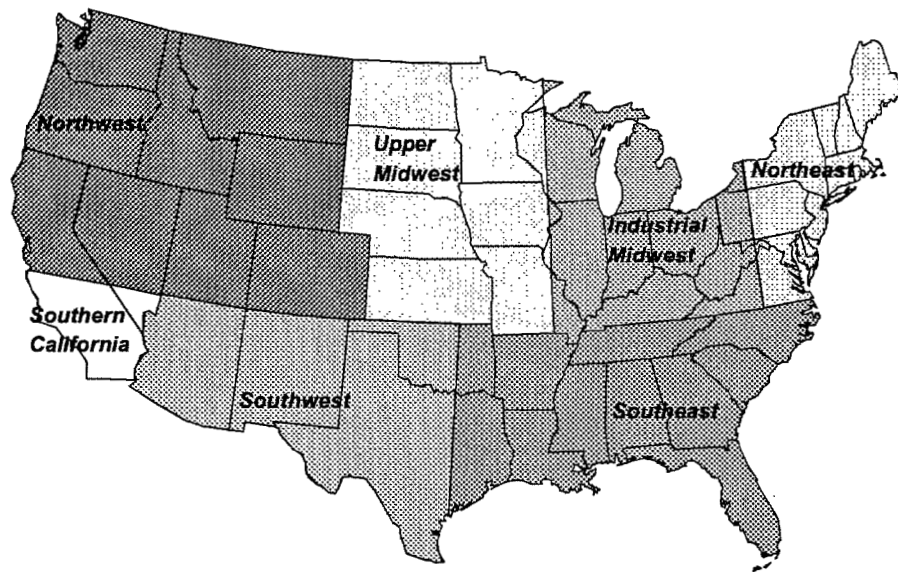 Northwest
Upper
Midwest
Northeast
Industrial
Midwest
Southern
California
Southwest
Southeast